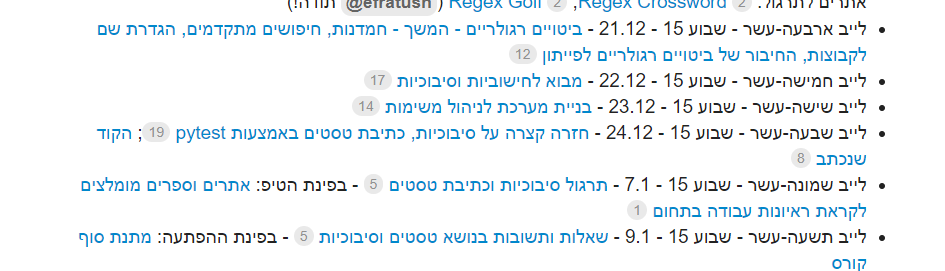 אתרים לתרגול: Regex Crossword 2, Regex Golf 2 (@efratush תודה!)
לייב ארבעה-עשר - שבוע 15 - 21.12 - ביטויים רגולריים - המשך - חמדנות, חיפושים מתקדמים, הגדרת שם
לקבוצות, החיבור של ביטויים רגולריים לפייתון 12
לייב חמישה-עשר - שבוע 15 - 22.12 - מבוא לחישוביות וסיבוכיות 17
לייב שישה-עשר - שבוע 15 - 23.12 - בניית מערכת לניהול משימות 14
לייב שבעה-עשר - שבוע 15 - 24.12 - חזרה קצרה על סיבוכיות, כתיבת טסטים באמצעות pytest 19; הקוד
שנכתב 8
לייב שמונה-עשר - שבוע 15 - 7.1 - תרגול סיבוכיות וכתיבת טסטים 5 - בפינת הטיפ: אתרים וספרים מומלצים
לקראת ראיונות עבודה בתחום 1
לייב תשעה-עשר - שבוע 15 - 9.1 - שאלות ותשובות בנושא טסטים וסיבוכיות 5 - בפינת ההפתעה: מתנת סוף
קורס